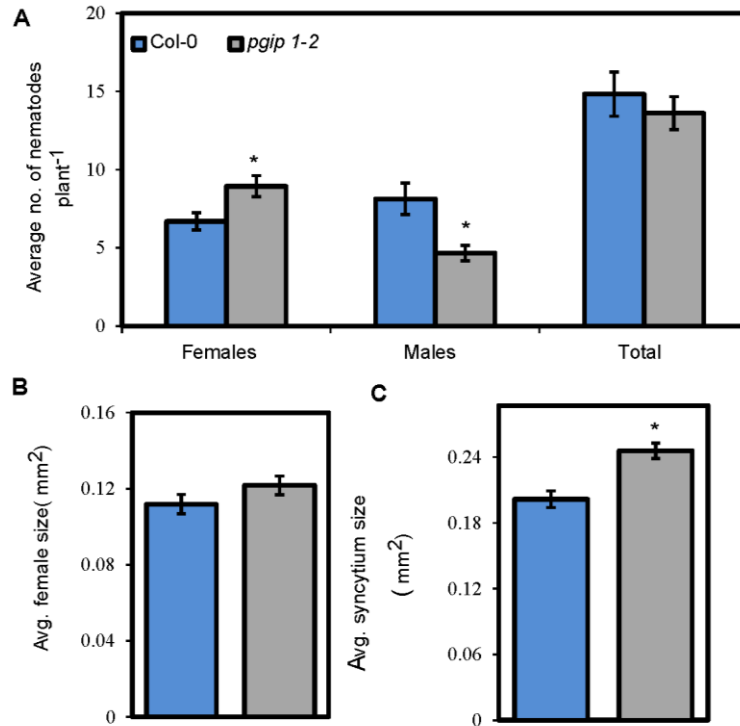 A
20
15
10
5
0
Col-0 pgip 1-2
Average no. of nematodes
plant-1
*
*
Females Males Total
B
0.16
0.12
0.08
0.04
0
Avg. female size( mm2)
C
0.24
0.18
0.12
0.06
0
Avg. syncytium size
( mm2)
*